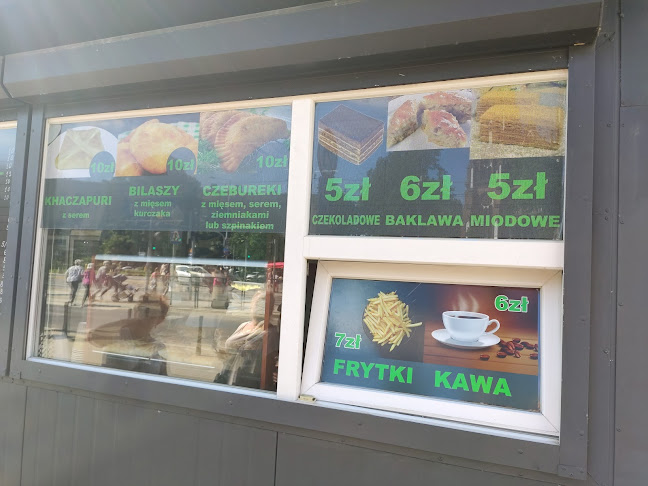 10zł
KHACZAPURI
z serem
10zł
BILASZY
z mięsem
kurczaka
10zł
CZEBUREKI
z mięsem, serem,
ziemniakami
lub szpinakiem
5zł
CZEKOLADOWE
6zł
BAKLAWA
5zł
MIODOWE
7zł
FRYTKI
6zł
KAWA